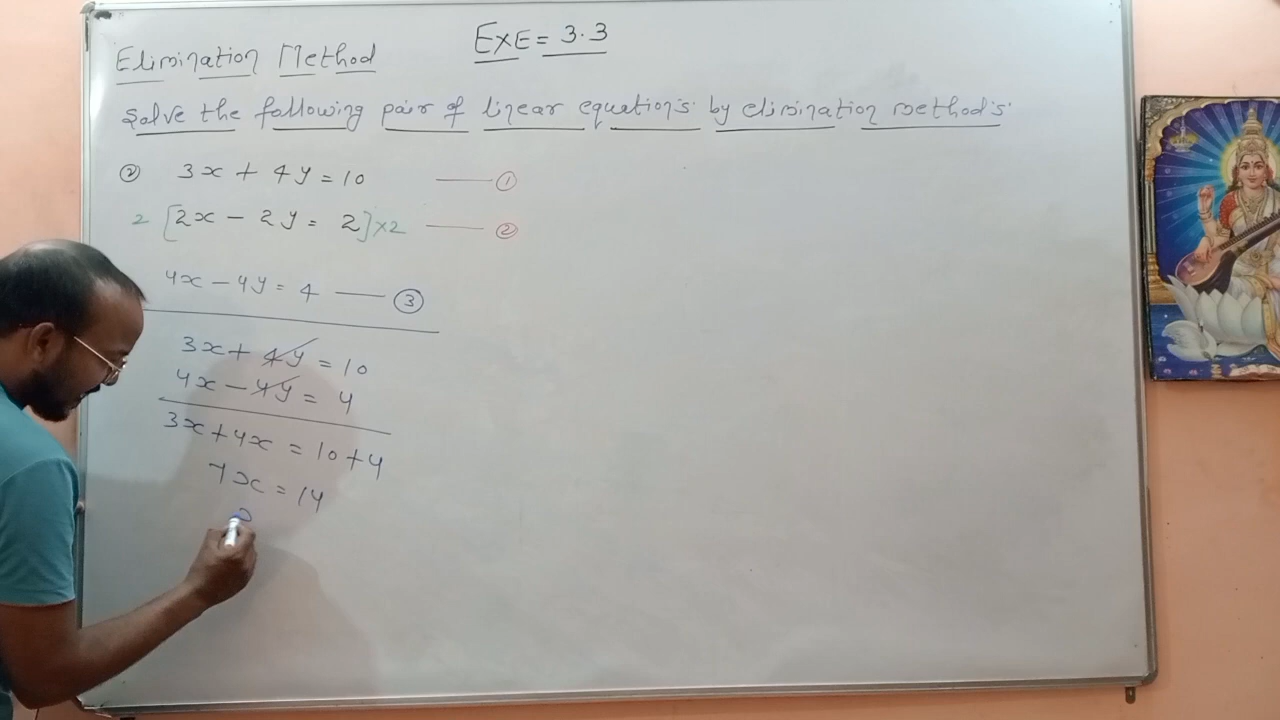 Elimination Method
EXE = 3.3
Solve the following pair of linear equations by elimination method's
② 3x + 4y = 10 —— ①
2 [2x - 2y = 2] ×2 —— ②
4x - 4y = 4 —— ③
3x + 4y = 10
4x - 4y = 4
3x + 4x = 10 + 4
7x = 14